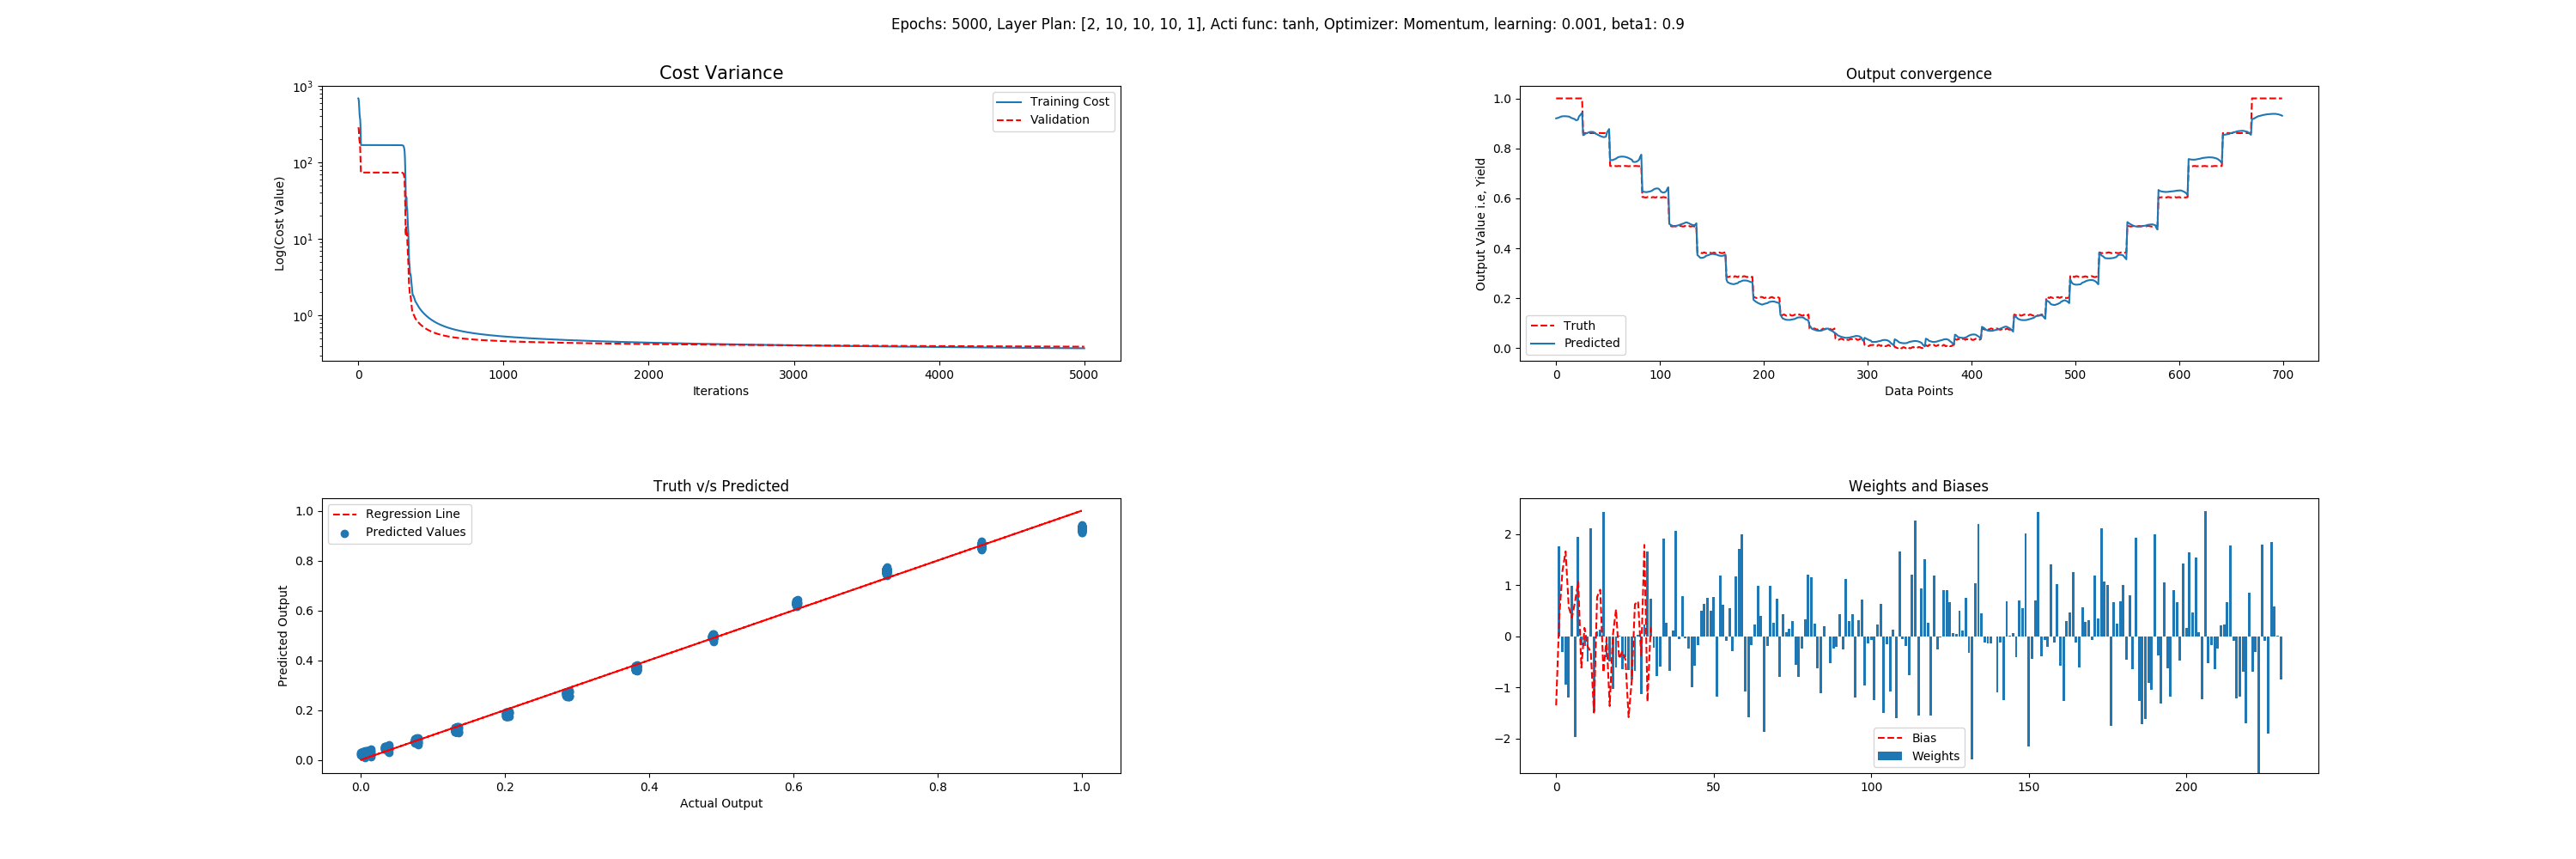 Epochs: 5000, Layer Plan: [2, 10, 10, 10, 1], Acti func: tanh, Optimizer: Momentum, learning: 0.001, beta1: 0.9
Cost Variance
10³
10²
10¹
10⁰
Log(Cost Value)
Training Cost
Validation
0 1000 2000 3000 4000 5000
Iterations
Output convergence
1.0
0.8
0.6
0.4
0.2
0.0
Output Value i.e, Yield
Truth
Predicted
0 100 200 300 400 500 600 700
Data Points
Truth v/s Predicted
1.0
0.8
0.6
0.4
0.2
0.0
Predicted Output
Regression Line
Predicted Values
0.0 0.2 0.4 0.6 0.8 1.0
Actual Output
Weights and Biases
2
1
0
−1
−2
Bias
Weights
0 50 100 150 200